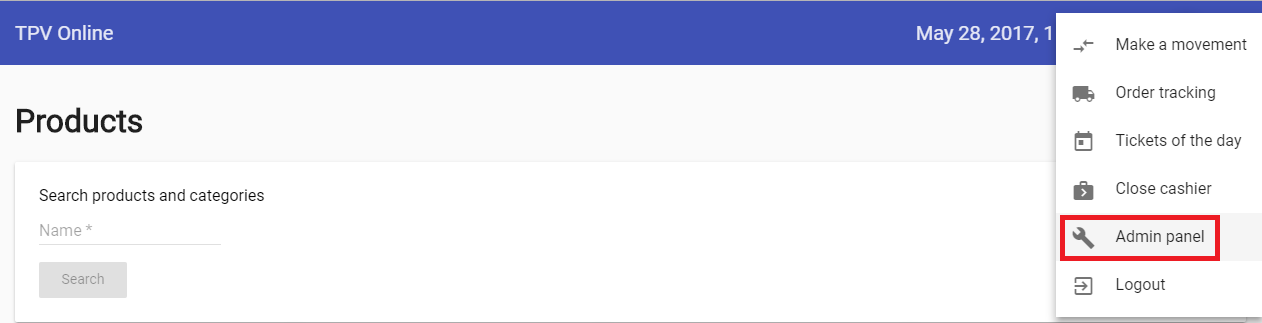 TPV Online
May 28, 2017, 1
Make a movement
Order tracking
Tickets of the day
Close cashier
Admin panel
Logout
Products
Search products and categories
Name *
Search